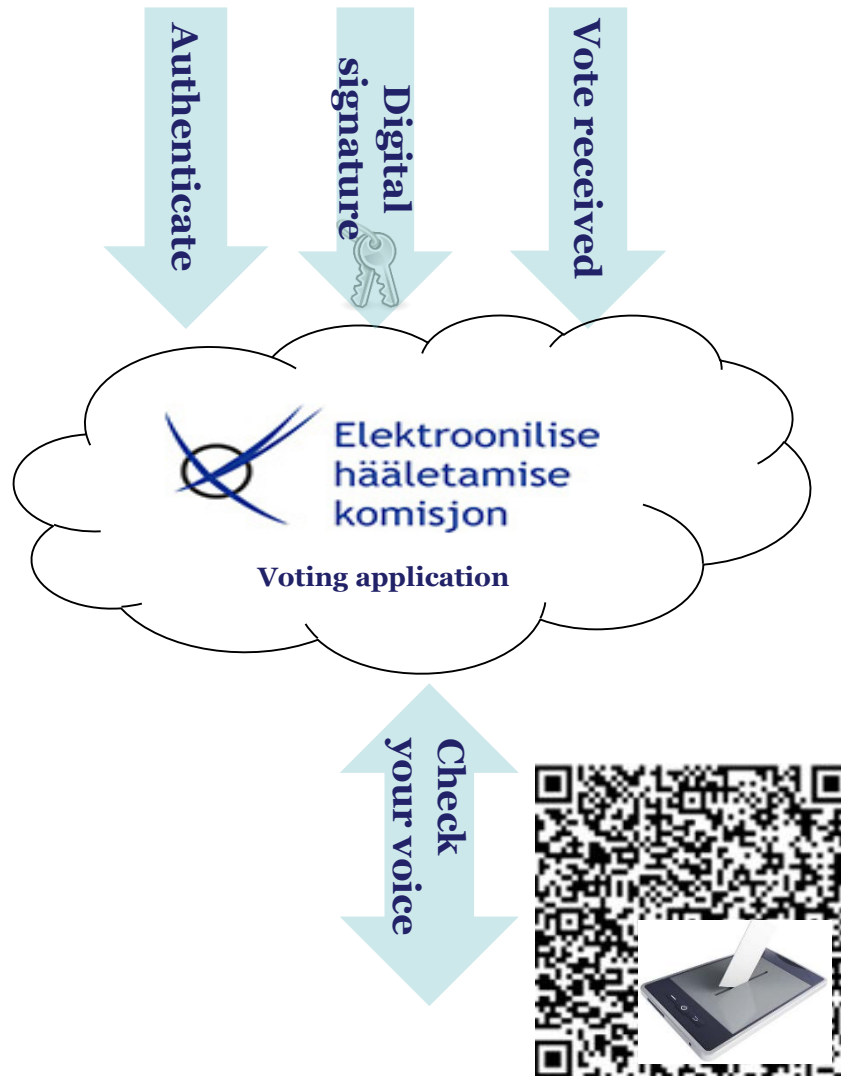 Authenticate
Digital
signature
Vote received
Elektroonilise
hääletamise
komisjon
Voting application
Check
your voice